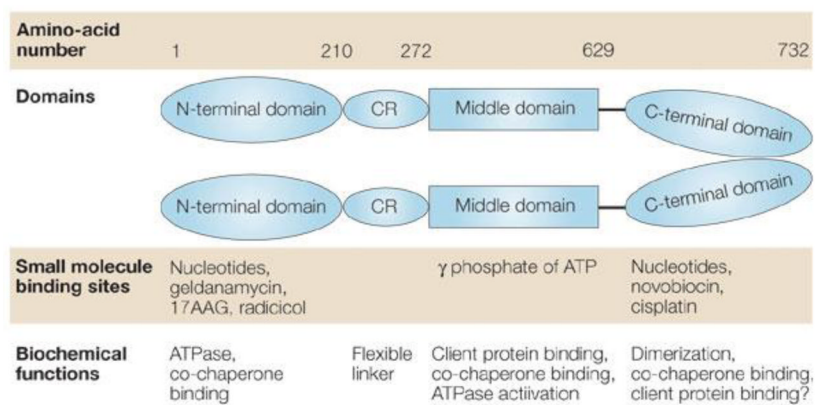 Amino-acid
number
1 210 272 629 732
Domains
N-terminal domain CR Middle domain C-terminal domain
N-terminal domain CR Middle domain C-terminal domain
Small molecule
binding sites
Nucleotides,
geldanamycin,
17AAG, radicicol
γ phosphate of ATP
Nucleotides,
novobiocin,
cisplatin
Biochemical
functions
ATPase,
co-chaperone
binding
Flexible
linker
Client protein binding,
co-chaperone binding,
ATPase actiivation
Dimerization,
co-chaperone binding,
client protein binding?